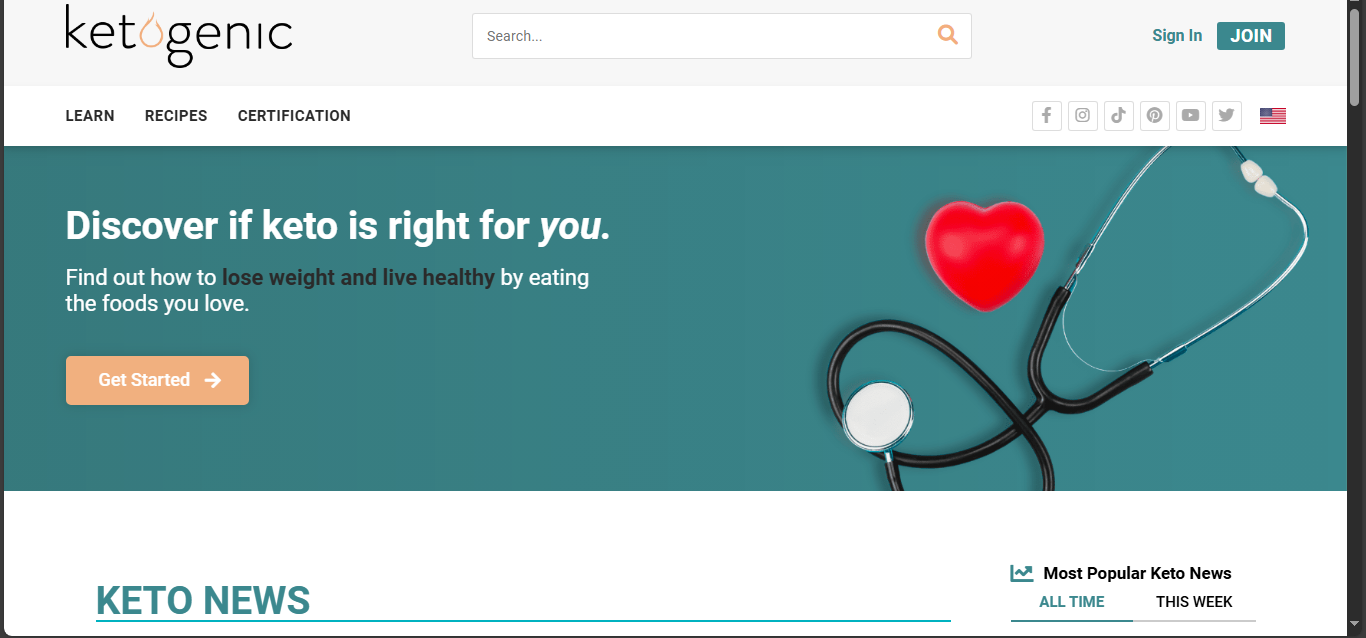 ketogenic
Search...
Sign In
JOIN
LEARN
RECIPES
CERTIFICATION
Discover if keto is right for you.
Find out how to lose weight and live healthy by eating
the foods you love.
Get Started
KETO NEWS
Most Popular Keto News
ALL TIME
THIS WEEK